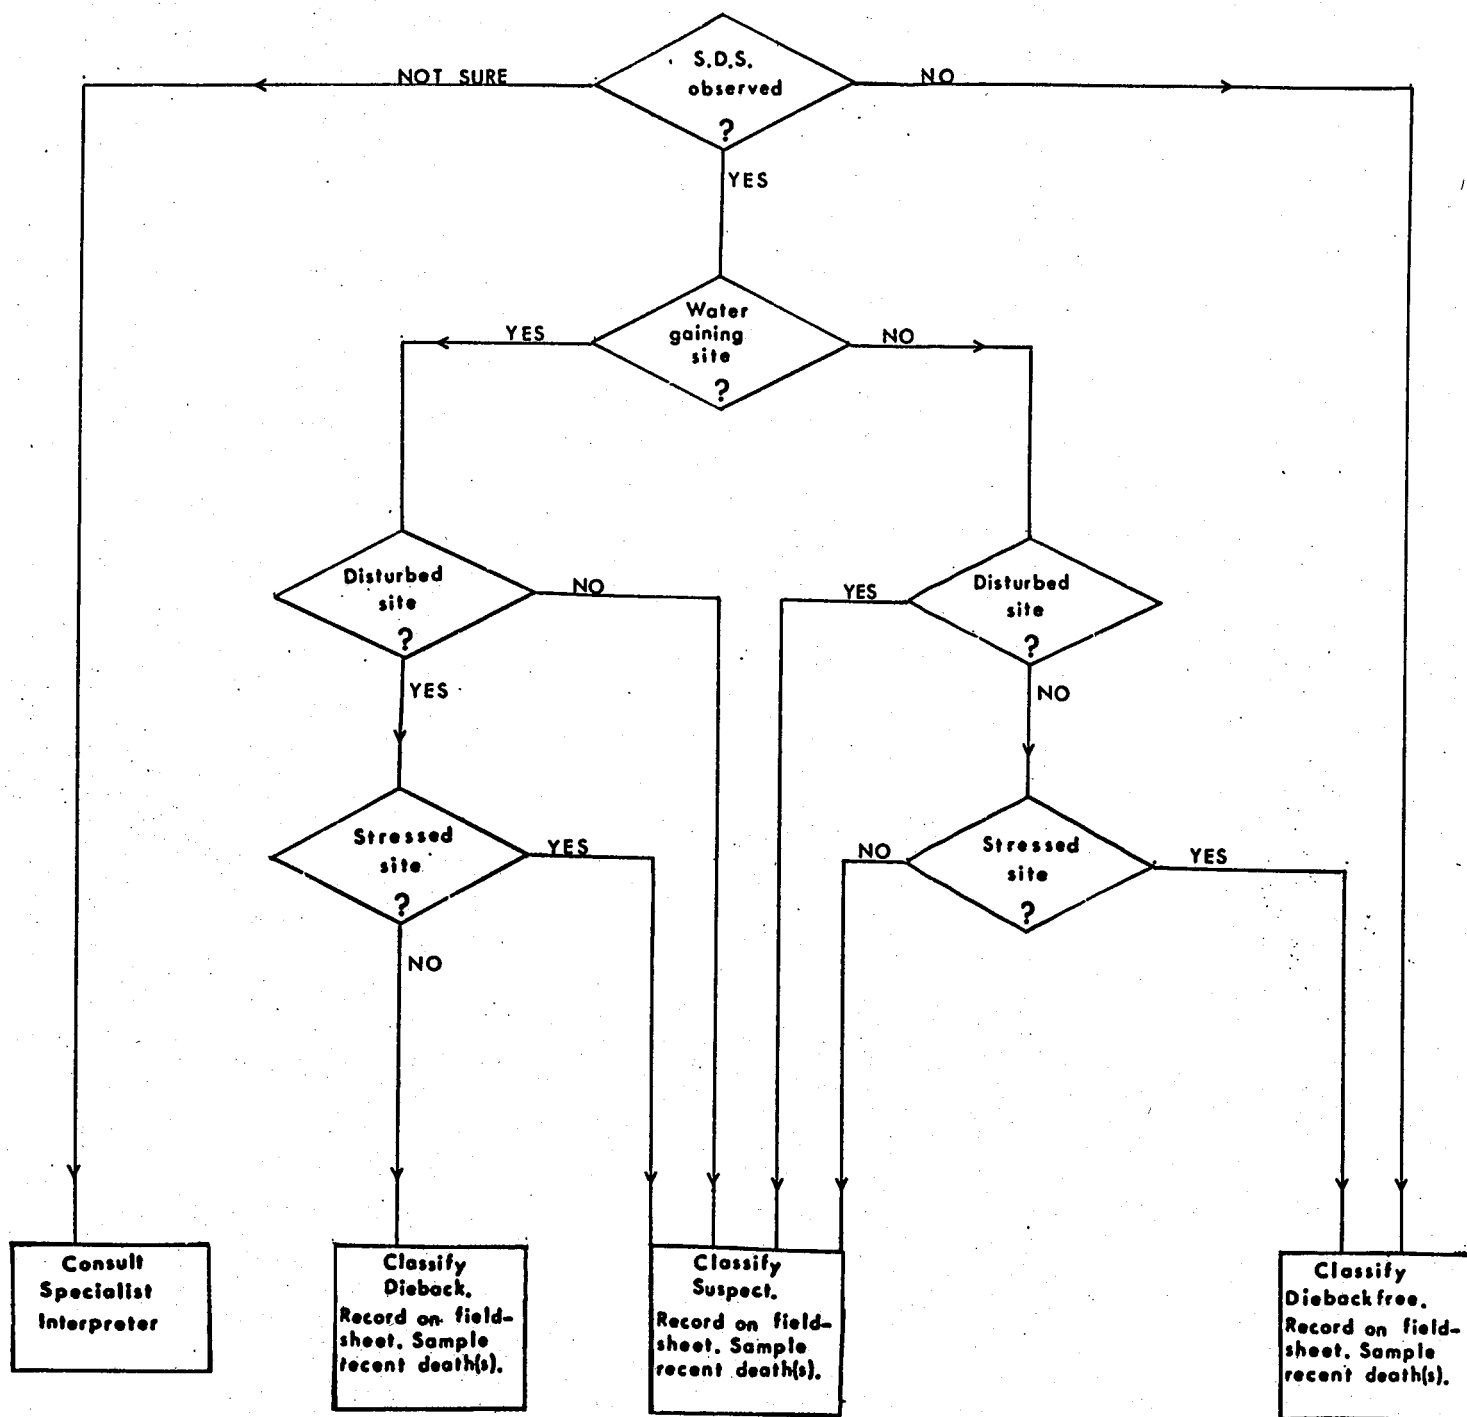 S.D.S.
observed
?
NOT SURE
NO
YES
Water
gaining
site
?
YES
NO
Disturbed
site
?
NO
YES
Disturbed
site
?
YES
NO
Stressed
site
?
YES
NO
Stressed
site
?
NO
YES
Consult
Specialist
Interpreter
Classify
Dieback.
Record on field-
sheet. Sample
recent death(s).
Classify
Suspect.
Record on field-
sheet. Sample
recent death(s).
Classify
Diebackfree.
Record on field-
sheet. Sample
recent death(s).